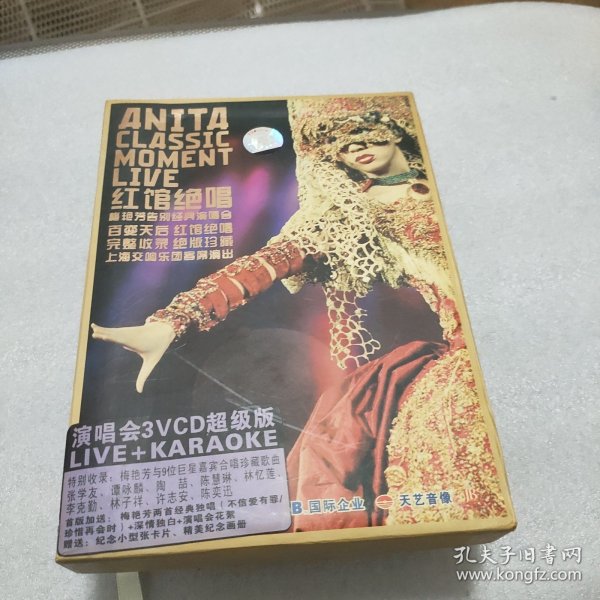 ANITA
CLASSIC
MOMENT
LIVE
红馆绝唱
梅艳芳告别经典演唱会
百变天后 红馆绝唱
完整收录 绝版珍藏
上海交响乐团客席演出
演唱会3VCD超级版
LIVE+KARAOKE
特别收录：梅艳芳与9位巨星嘉宾合唱珍藏歌曲
张学友、谭咏麟、陶喆、陈慧琳、林忆莲、
李克勤、林子祥、许志安、陈奕迅
首版加送：梅艳芳两首经典独唱（不信爱有罪/
珍惜再会时）+深情独白+演唱会花絮
赠送：纪念小型张卡片、精美纪念画册
B 国际企业
天艺音像
孔夫子旧书网
www.kongfz.com